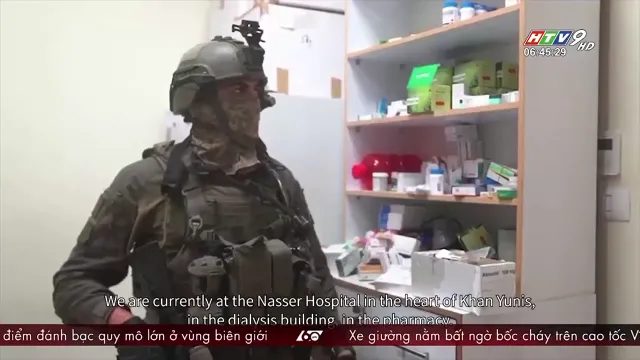 HTV9 HD
06:45:29
We are currently at the Nasser Hospital in the heart of Khan Yunis,
in the dialysis building, in the pharmacy
điểm đánh bạc quy mô lớn ở vùng biên giới 60 Xe giường nằm bất ngờ bốc cháy trên cao tốc V